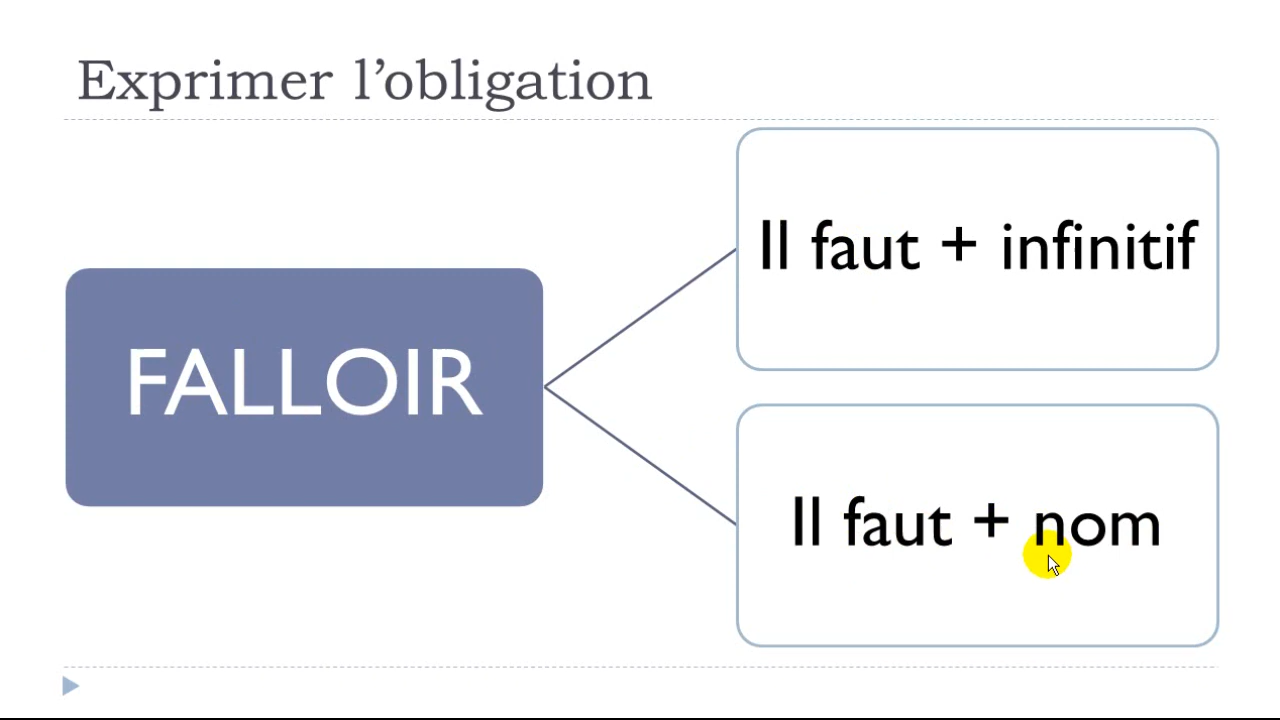 Exprimer l’obligation
FALLOIR
Il faut + infinitif
Il faut + nom